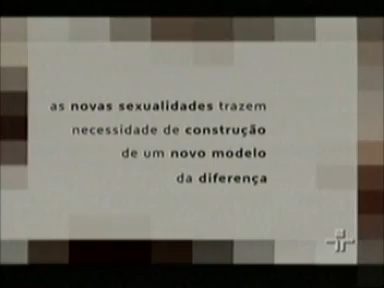 as novas sexualidades trazem
necessidade de construção
de um novo modelo
da diferença